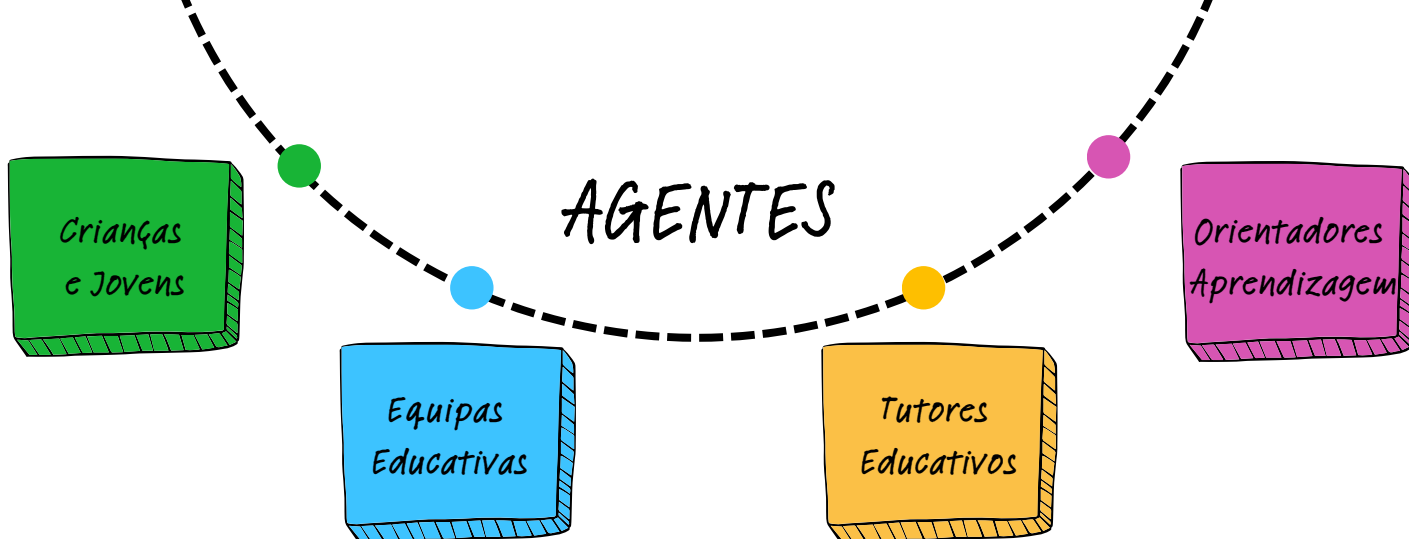 AGENTES
Crianças
e Jovens
Equipas
Educativas
Tutores
Educativos
Orientadores
Aprendizagem